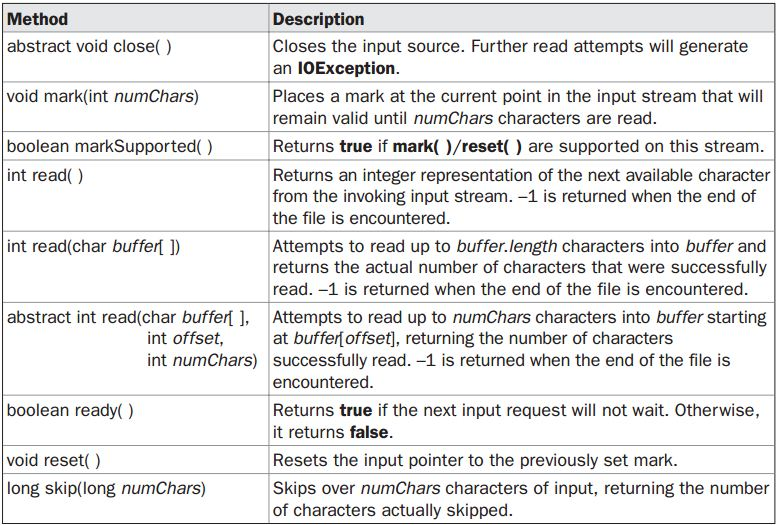 Method Description
abstract void close( ) Closes the input source. Further read attempts will generate
an IOException.
void mark(int numChars) Places a mark at the current point in the input stream that will
remain valid until numChars characters are read.
boolean markSupported( ) Returns true if mark( )/reset( ) are supported on this stream.
int read( ) Returns an integer representation of the next available character
from the invoking input stream. –1 is returned when the end of
the file is encountered.
int read(char buffer[ ]) Attempts to read up to buffer.length characters into buffer and
returns the actual number of characters that were successfully
read. –1 is returned when the end of the file is encountered.
abstract int read(char buffer[ ], Attempts to read up to numChars characters into buffer starting
int offset, at buffer[offset], returning the number of characters
int numChars) successfully read. –1 is returned when the end of the file is
encountered.
boolean ready( ) Returns true if the next input request will not wait. Otherwise,
it returns false.
void reset( ) Resets the input pointer to the previously set mark.
long skip(long numChars) Skips over numChars characters of input, returning the number
of characters actually skipped.